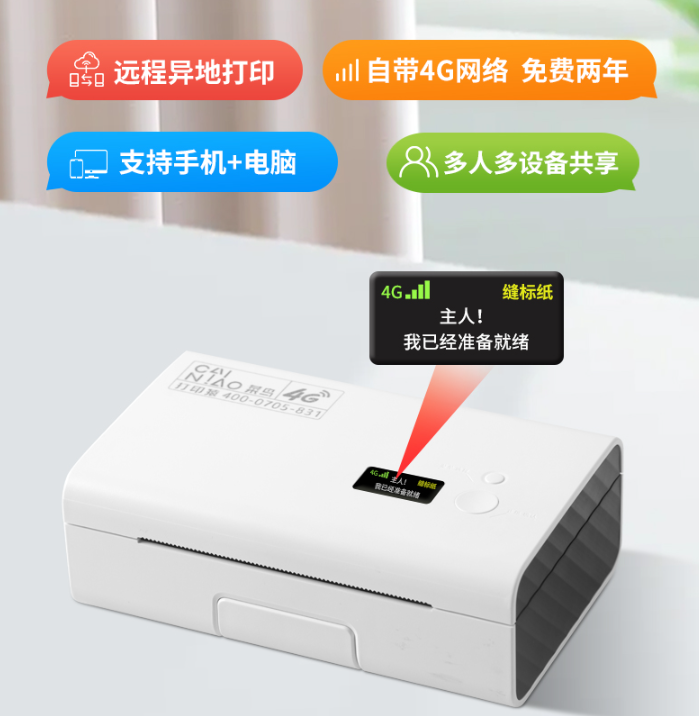 远程异地打印
自带4G网络 免费两年
支持手机+电脑
多人多设备共享
4G
缝标纸
主人！
我已经准备就绪
CAI
NIAO 菜鸟
4G
打印策 400-0705-831
4G
主人！
缝标纸
我已经准备就绪